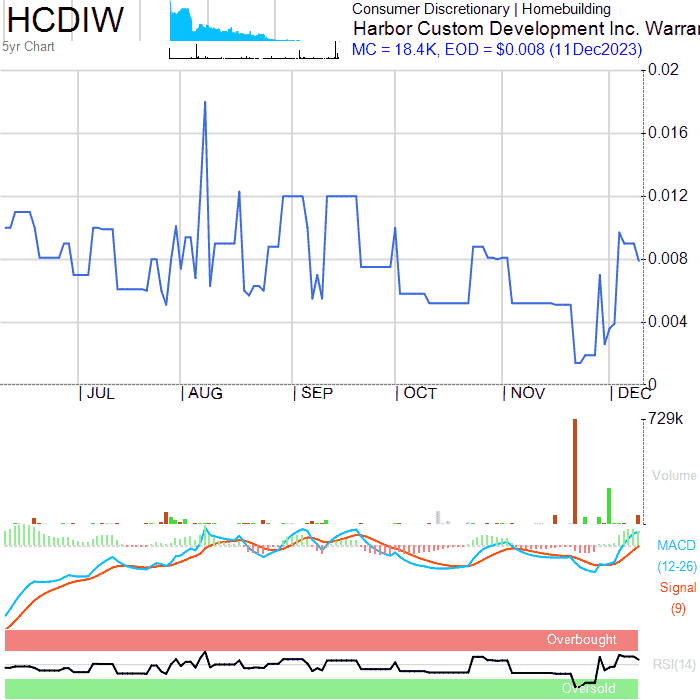 HCDIW
5yr Chart
Consumer Discretionary | Homebuilding
Harbor Custom Development Inc. Warra
MC = 18.4K, EOD = $0.008 (11Dec2023)
0.02
0.016
0.012
0.008
0.004
0
JUL AUG SEP OCT NOV DEC
729k
Volume
MACD
(12-26)
Signal
(9)
Overbought
RSI(14)
Oversold